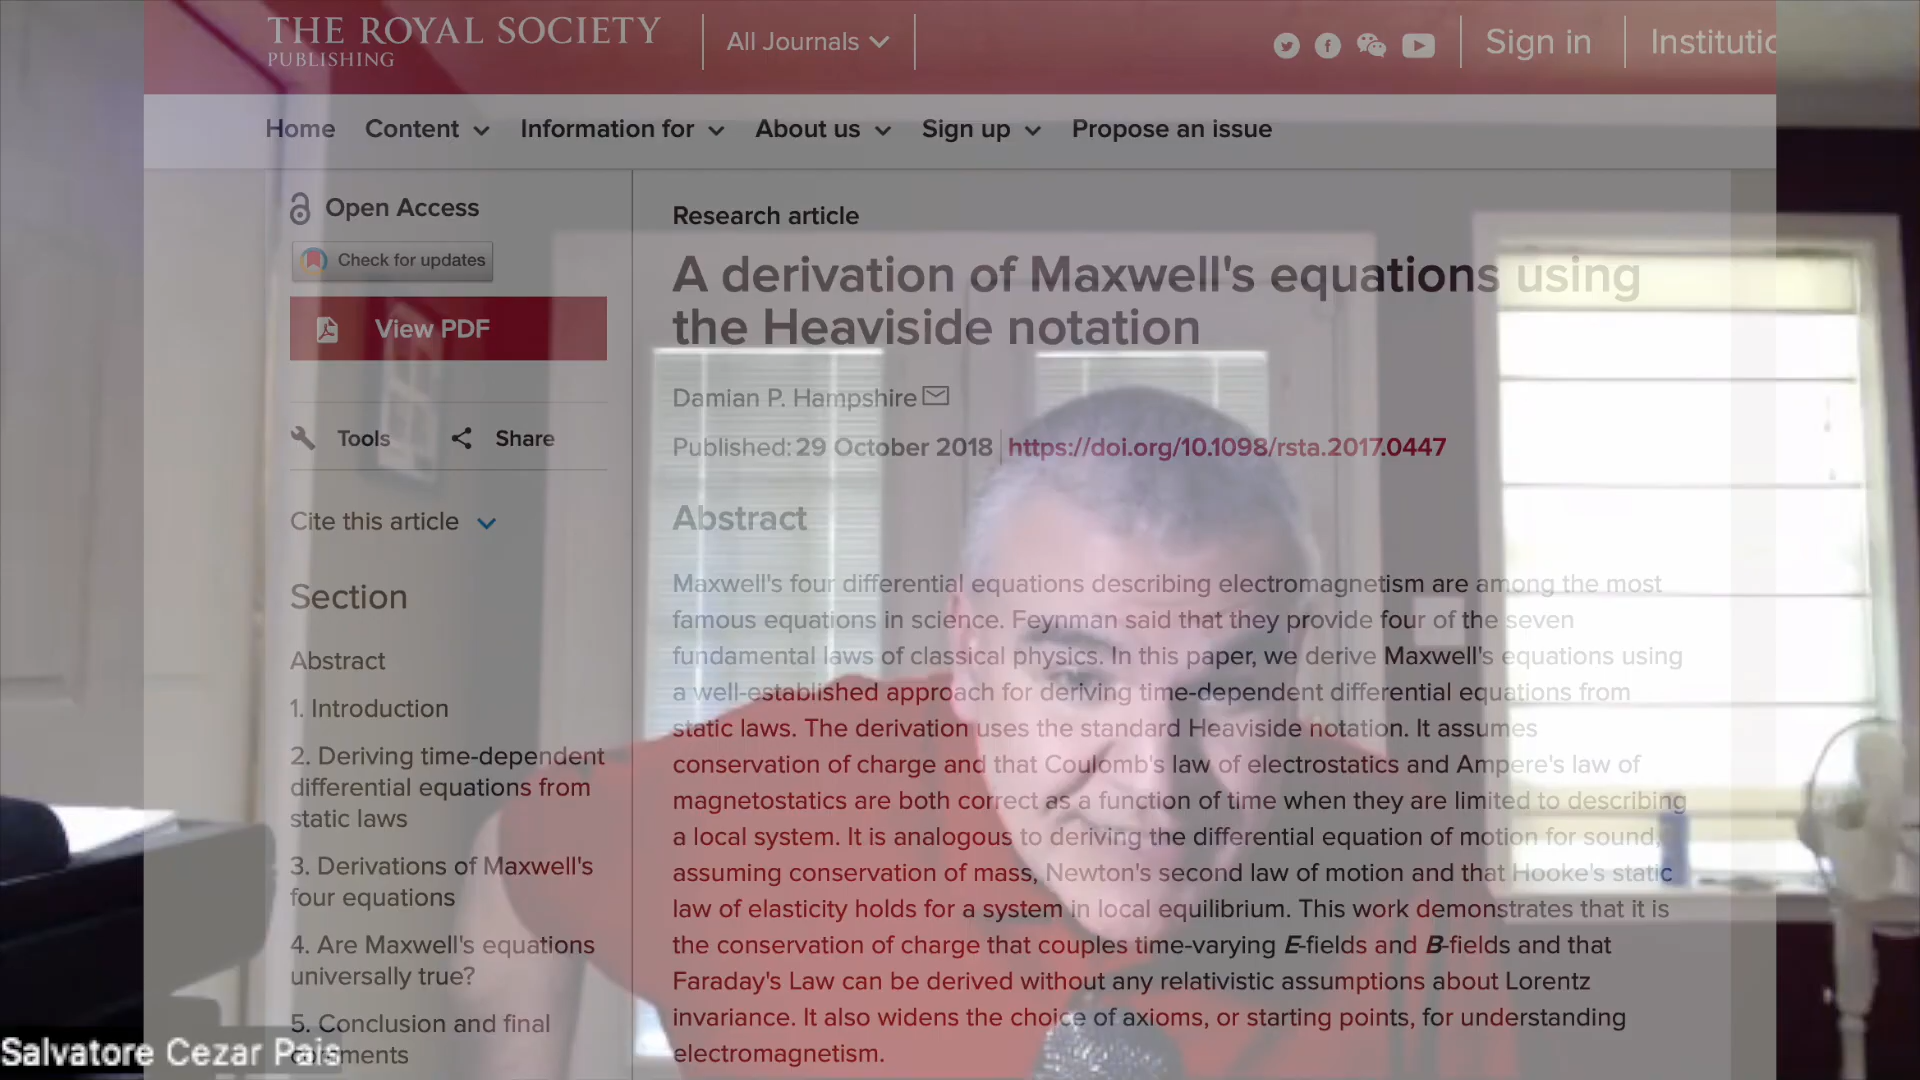 THE ROYAL SOCIETY
PUBLISHING
All Journals
Sign in
Institutio
Home
Content
Information for
About us
Sign up
Propose an issue
Open Access
Check for updates
View PDF
Tools
Share
Cite this article
Section
Abstract
1. Introduction
2. Deriving time-dependent
differential equations from
static laws
3. Derivations of Maxwell's
four equations
4. Are Maxwell's equations
universally true?
5. Conclusion and final
comments
Research article
A derivation of Maxwell's equations using
the Heaviside notation
Damian P. Hampshire
Published: 29 October 2018 https://doi.org/10.1098/rsta.2017.0447
Abstract
Maxwell's four differential equations describing electromagnetism are among the most
famous equations in science. Feynman said that they provide four of the seven
fundamental laws of classical physics. In this paper, we derive Maxwell's equations using
a well-established approach for deriving time-dependent differential equations from
static laws. The derivation uses the standard Heaviside notation. It assumes
conservation of charge and that Coulomb's law of electrostatics and Ampere's law of
magnetostatics are both correct as a function of time when they are limited to describing
a local system. It is analogous to deriving the differential equation of motion for sound,
assuming conservation of mass, Newton's second law of motion and that Hooke's static
law of elasticity holds for a system in local equilibrium. This work demonstrates that it is
the conservation of charge that couples time-varying E-fields and B-fields and that
Faraday's Law can be derived without any relativistic assumptions about Lorentz
invariance. It also widens the choice of axioms, or starting points, for understanding
electromagnetism.
Salvatore Cezar Pais